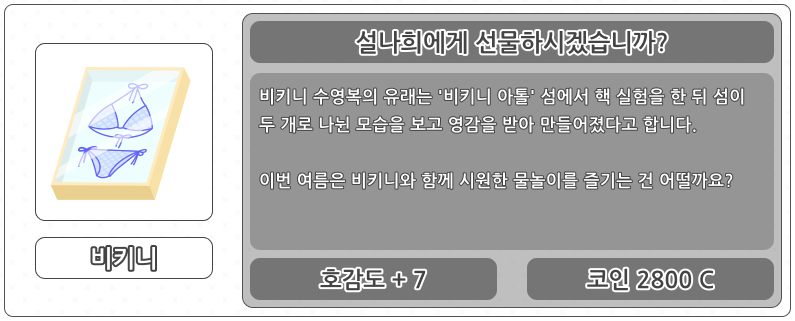 설나희에게 선물하시겠습니까?
비키니 수영복의 유래는 '비키니 아톨' 섬에서 핵 실험을 한 뒤 섬이
두 개로 나뉜 모습을 보고 영감을 받아 만들어졌다고 합니다.
이번 여름은 비키니와 함께 시원한 물놀이를 즐기는 건 어떨까요?
비키니
호감도 + 7
코인 2800 C